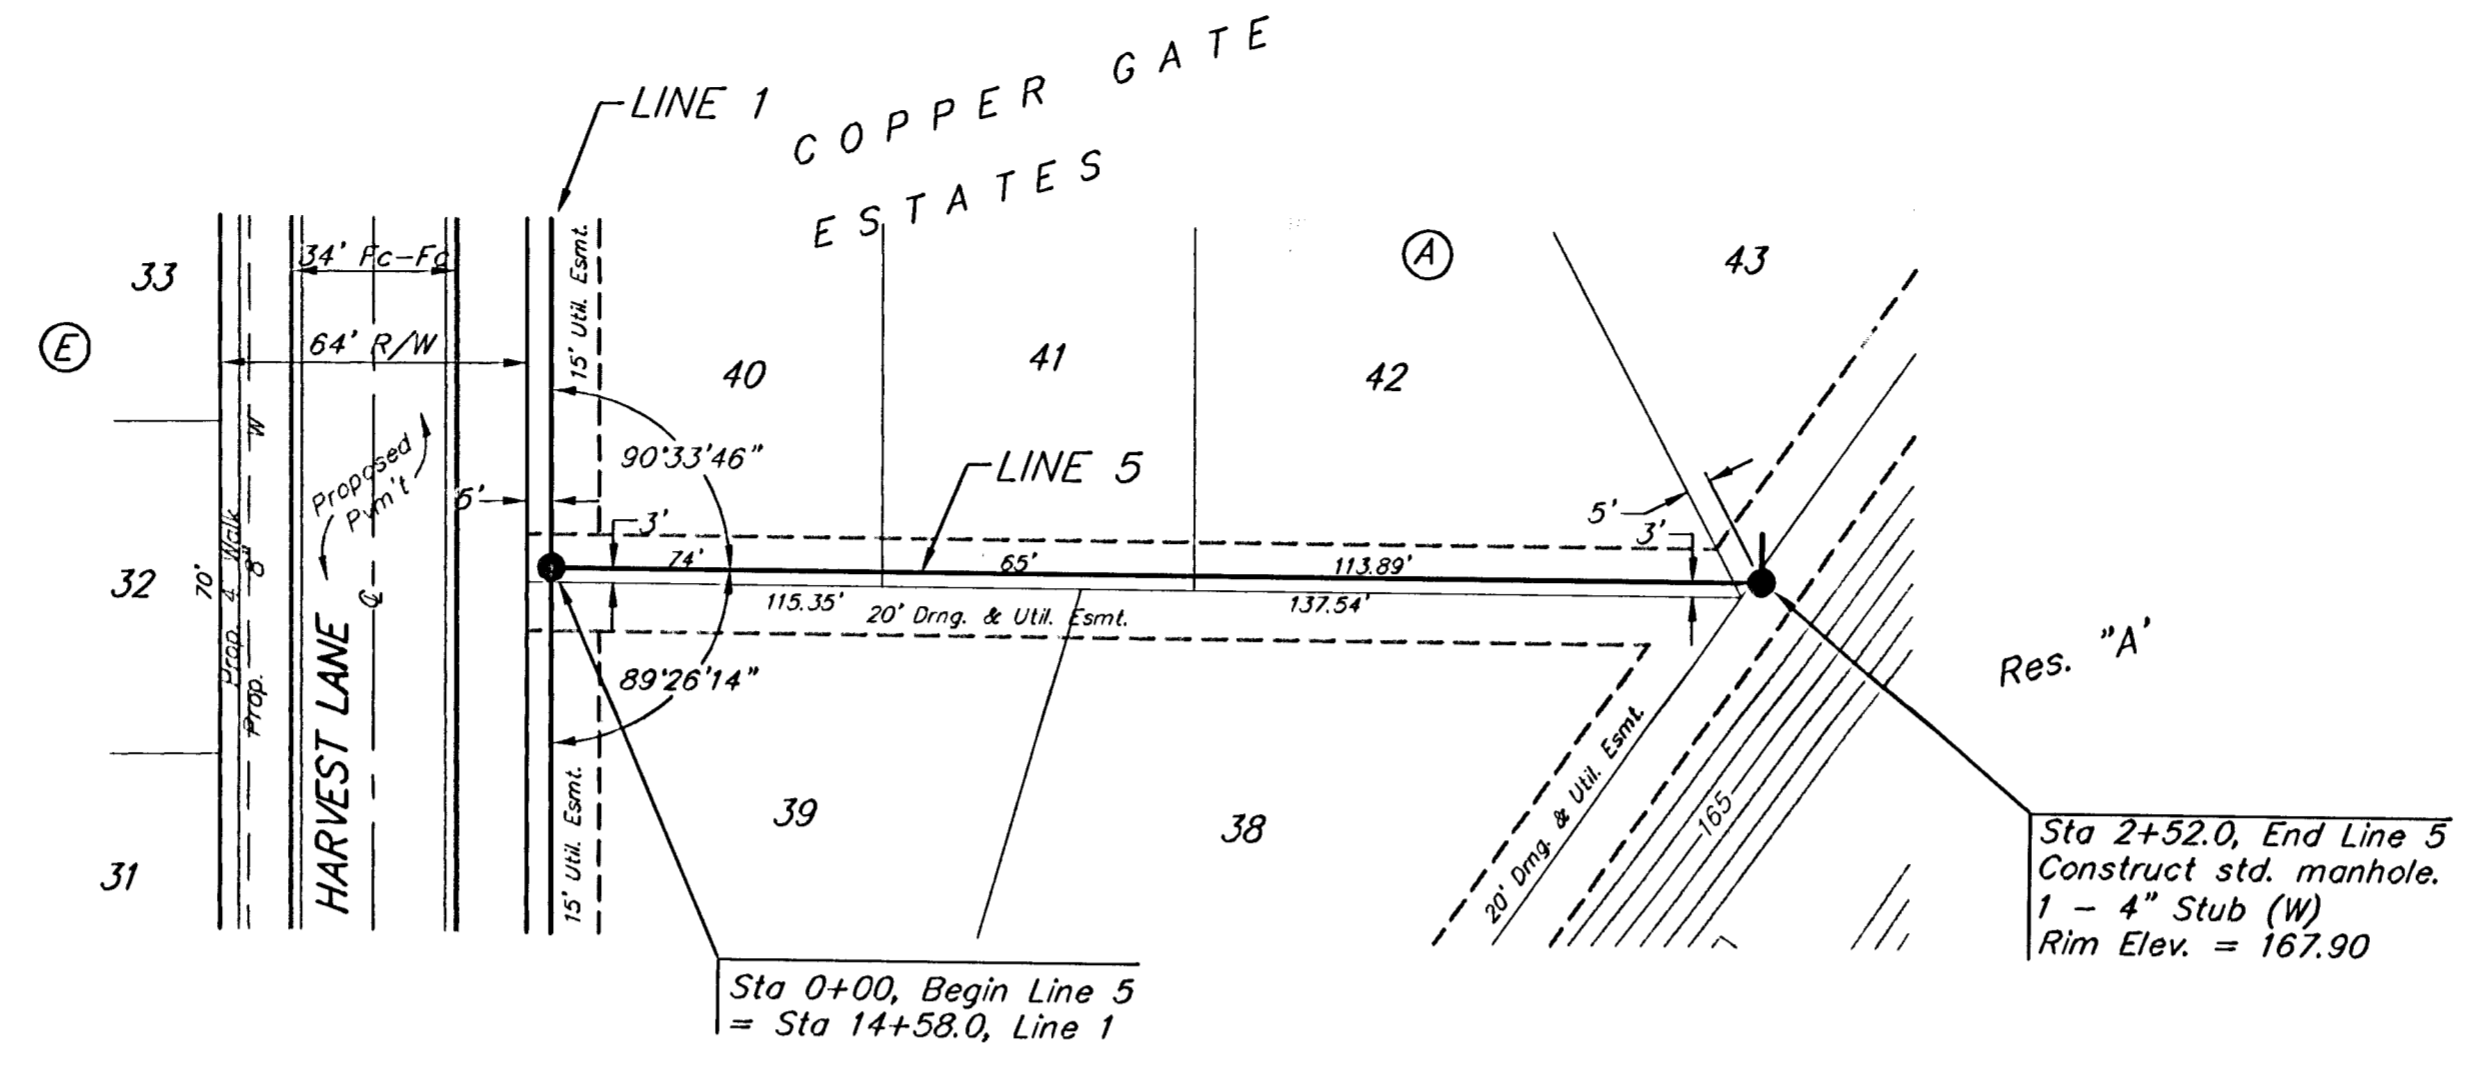 COPPER GATE
ESTATES
LINE 1
33
34' Fc-Fc
15' Util. Esmt.
A
43
E
64' R/W
40
41
42
W
Proposed
Pvm't
90°33'46"
LINE 5
5'
3'
5'
3'
32
70'
Prop. 4' Walk
8"
Prop.
HARVEST LANE
℄
74'
65'
113.89'
115.35'
137.54'
20' Drng. & Util. Esmt.
89°26'14"
Res. "A'
31
15' Util. Esmt.
39
38
20' Drng. & Util. Esmt.
165
Sta 2+52.0, End Line 5
Construct std. manhole.
1 - 4" Stub (W)
Rim Elev. = 167.90
Sta 0+00, Begin Line 5
= Sta 14+58.0, Line 1